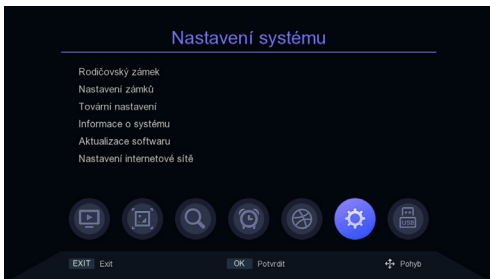 Nastavení systému
Rodičovský zámek
Nastavení zámků
Tovární nastavení
Informace o systému
Aktualizace softwaru
Nastavení internetové sítě
USB
EXIT Exit OK Potvrdit Pohyb